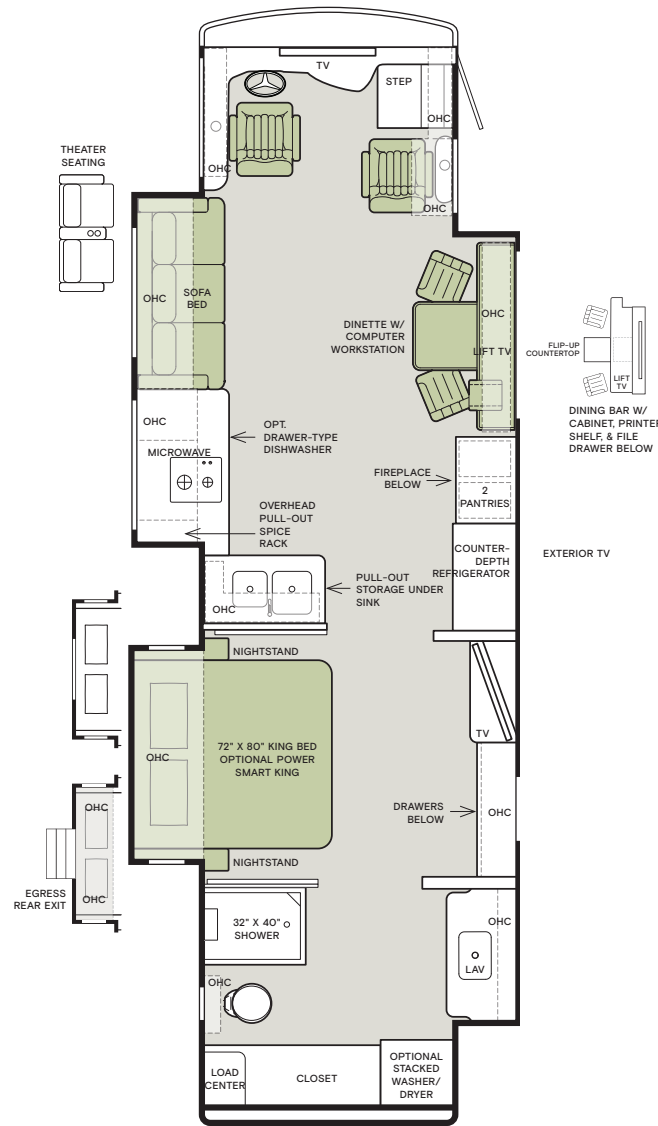 TV
STEP
OHC
OHC
OHC
THEATER
SEATING
OHC
SOFA
BED
OHC
DINETTE W/
COMPUTER
WORKSTATION
LIFT TV
FLIP-UP
COUNTERTOP
LIFT
TV
DINING BAR W/
CABINET, PRINTER
SHELF, & FILE
DRAWER BELOW
OHC
MICROWAVE
OPT.
DRAWER-TYPE
DISHWASHER
FIREPLACE
BELOW
2
PANTRIES
OVERHEAD
PULL-OUT
SPICE
RACK
COUNTER-
DEPTH
REFRIGERATOR
EXTERIOR TV
PULL-OUT
STORAGE UNDER
SINK
OHC
NIGHTSTAND
72" X 80" KING BED
OPTIONAL POWER
SMART KING
OHC
TV
DRAWERS
BELOW
OHC
NIGHTSTAND
OHC
OHC
EGRESS
REAR EXIT
32" X 40"
SHOWER
OHC
LAV
OHC
LOAD
CENTER
CLOSET
OPTIONAL
STACKED
WASHER/
DRYER